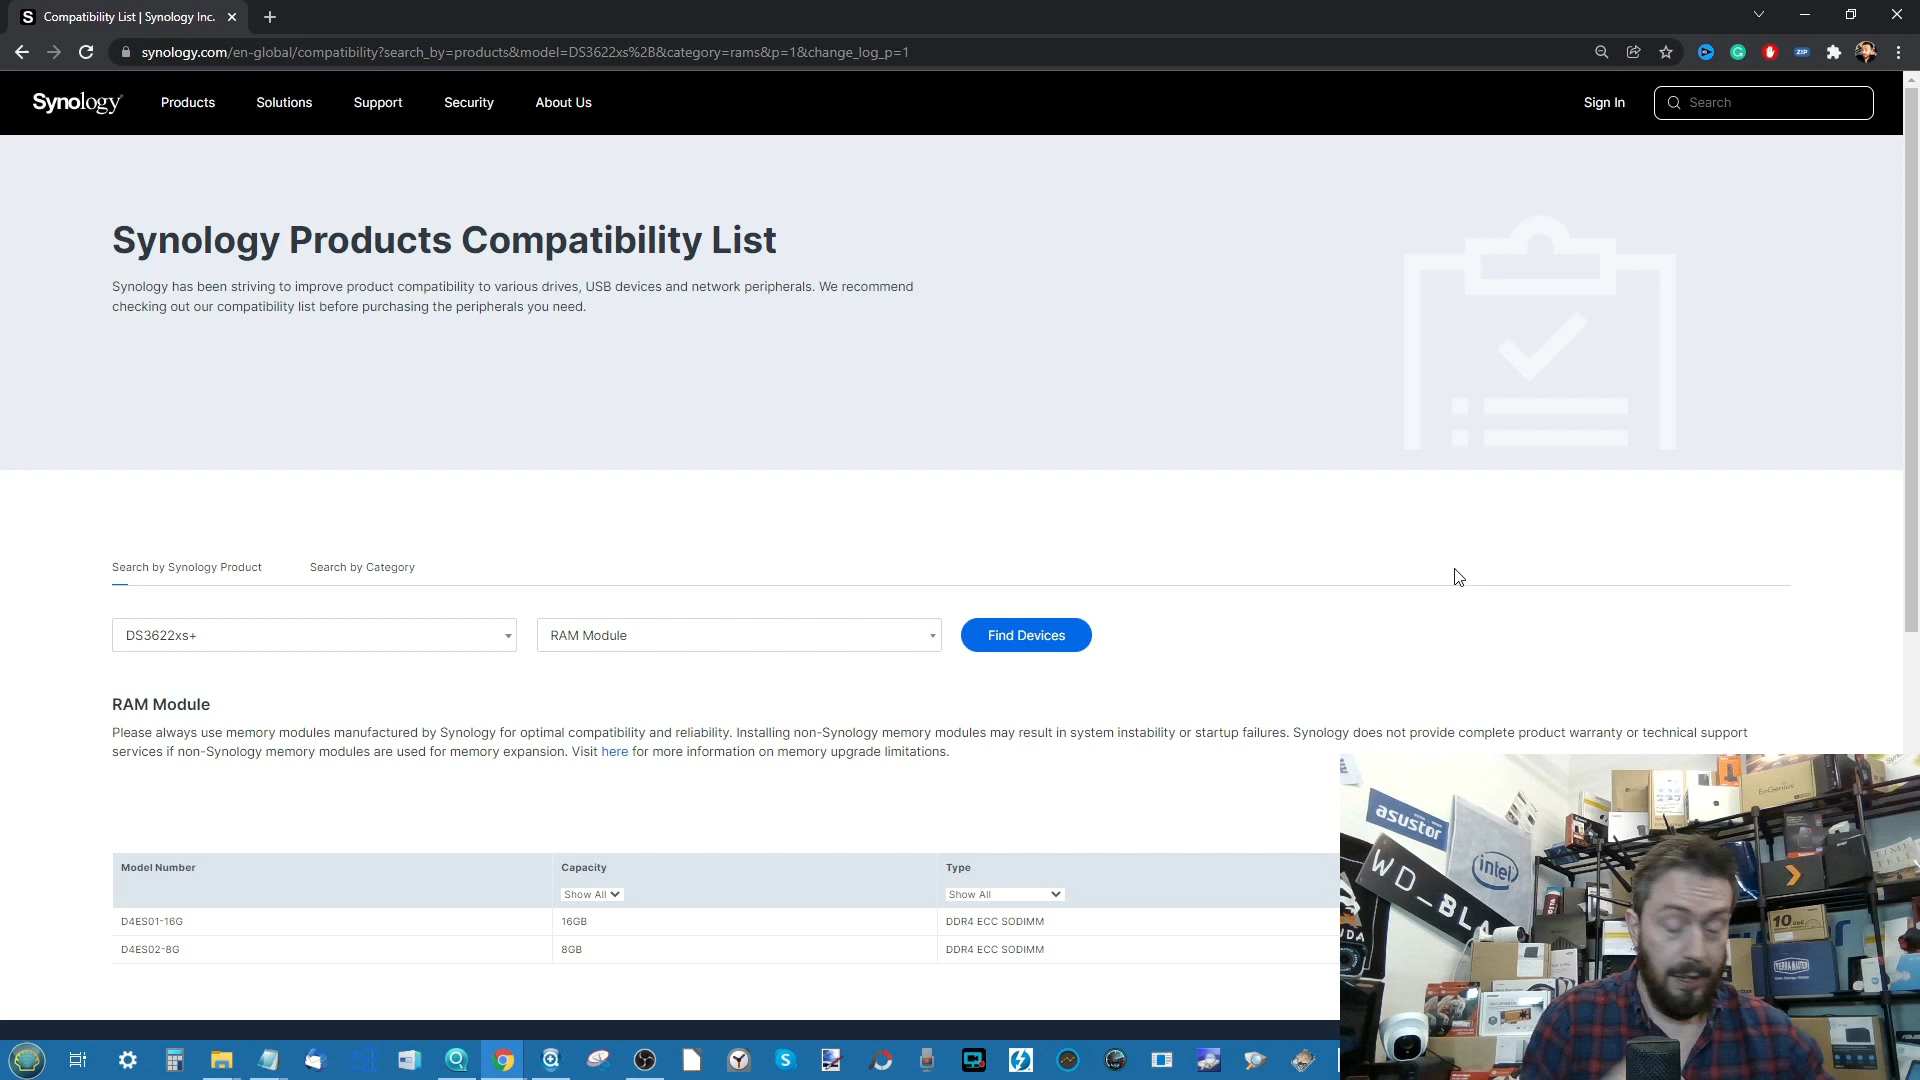 Compatibility List | Synology Inc.
synology.com/en-global/compatibility?search_by=products&model=DS3622xs%2B&category=rams&p=1&change_log_p=1
ZIP
Synology
Products
Solutions
Support
Security
About Us
Sign In
Search
Synology Products Compatibility List
Synology has been striving to improve product compatibility to various drives, USB devices and network peripherals. We recommend
checking out our compatibility list before purchasing the peripherals you need.
Search by Synology Product
Search by Category
DS3622xs+
RAM Module
Find Devices
RAM Module
Please always use memory modules manufactured by Synology for optimal compatibility and reliability. Installing non-Synology memory modules may result in system instability or startup failures. Synology does not provide complete product warranty or technical support
services if non-Synology memory modules are used for memory expansion. Visit here for more information on memory upgrade limitations.
Model Number
Capacity
Type
Show All
Show All
D4ES01-16G
16GB
DDR4 ECC SODIMM
D4ES02-8G
8GB
DDR4 ECC SODIMM
asustor
intel
WD_BLA
EnGenius
10 GbE
TERRAMASTER